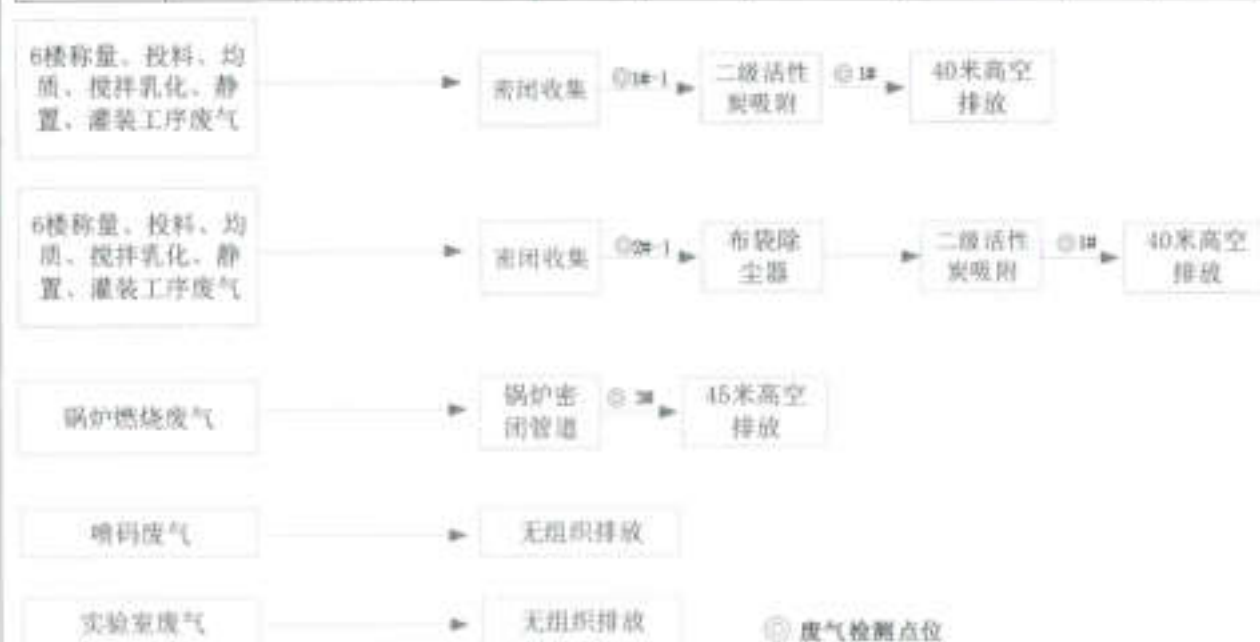 6楼称量、投料、均
质、搅拌乳化、静
置、灌装工序废气
密闭收集
◎1#-1
二级活性
炭吸附
◎1#
40米高空
排放
6楼称量、投料、均
质、搅拌乳化、静
置、灌装工序废气
密闭收集
◎2#-1
布袋除
尘器
二级活性
炭吸附
◎1#
40米高空
排放
锅炉燃烧废气
锅炉密
闭管道
◎ 3#
45米高空
排放
喷码废气
无组织排放
实验室废气
无组织排放
◎ 废气检测点位